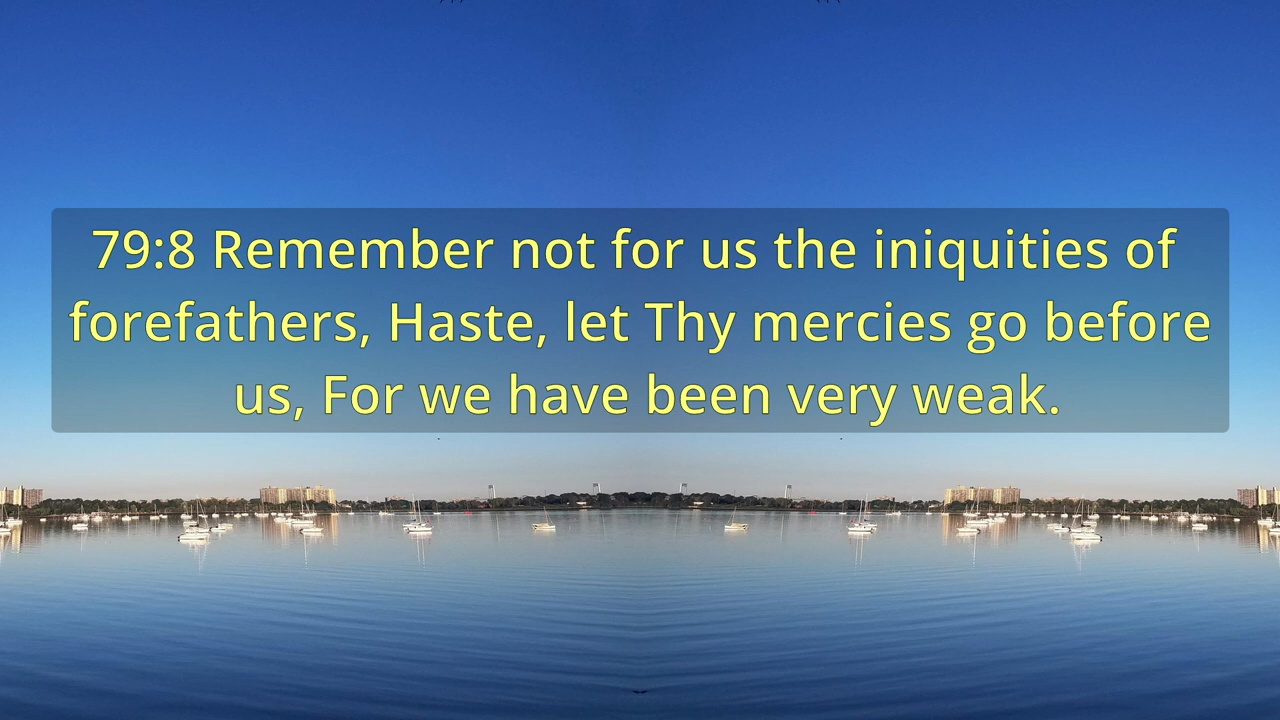 79:8 Remember not for us the iniquities of
forefathers, Haste, let Thy mercies go before
us, For we have been very weak.